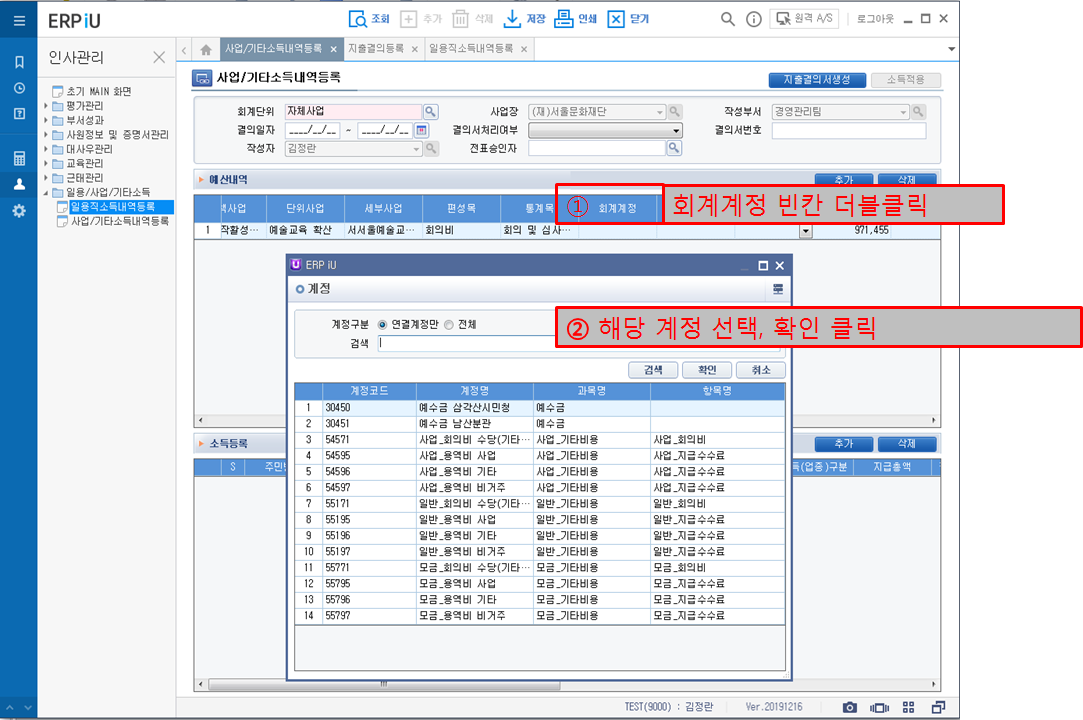 ERP iU 조회 추가 삭제 저장 인쇄 닫기 원격 A/S 로그아웃
인사관리 사업/기타소득내역등록 × 지출결의등록 × 일용직소득내역등록 ×
사업/기타소득내역등록 지출결의서생성 소득적용
초기 MAIN 화면
평가관리
부서성과
사원정보 및 증명서관리
대사우관리
교육관리
근태관리
일용/사업/기타소득
일용직소득내역등록
사업/기타소득내역등록
회계단위 자체사업 사업장 (재)서울문화재단 작성부서 경영관리팀
결의일자 ____/__/__ ~ ____/__/__ 결의서처리여부 결의서번호
작성자 김정란 전표승인자
예산내역 추가 삭제
단위사업 세부사업 편성목 통계목 ① 회계계정 회계계정 빈칸 더블클릭
1 작활성… 예술교육 확산 서서울예술교… 회의비 회의 및 심사… 971,455
ERP iU
계정
계정구분 연결계정만 전체 ② 해당 계정 선택, 확인 클릭
검색
검색 확인 취소
계정코드 계정명 과목명 항목명
1 30450 예수금 삼각산시민청 예수금
2 30451 예수금 남산분관 예수금
3 54571 사업_회의비 수당(기타… 사업_기타비용 사업_회의비
4 54595 사업_용역비 사업 사업_기타비용 사업_지급수수료
5 54596 사업_용역비 기타 사업_기타비용 사업_지급수수료
6 54597 사업_용역비 비거주 사업_기타비용 사업_지급수수료
7 55171 일반_회의비 수당(기타… 일반_기타비용 일반_회의비
8 55195 일반_용역비 사업 일반_기타비용 일반_지급수수료
9 55196 일반_용역비 기타 일반_기타비용 일반_지급수수료
10 55197 일반_용역비 비거주 일반_기타비용 일반_지급수수료
11 55771 모금_회의비 수당(기타… 모금_기타비용 모금_회의비
12 55795 모금_용역비 사업 모금_기타비용 모금_지급수수료
13 55796 모금_용역비 기타 모금_기타비용 모금_지급수수료
14 55797 모금_용역비 비거주 모금_기타비용 모금_지급수수료
소득등록 추가 삭제
S 주민 (업종)구분 지급총액
TEST(9000) : 김정란 Ver.20191216